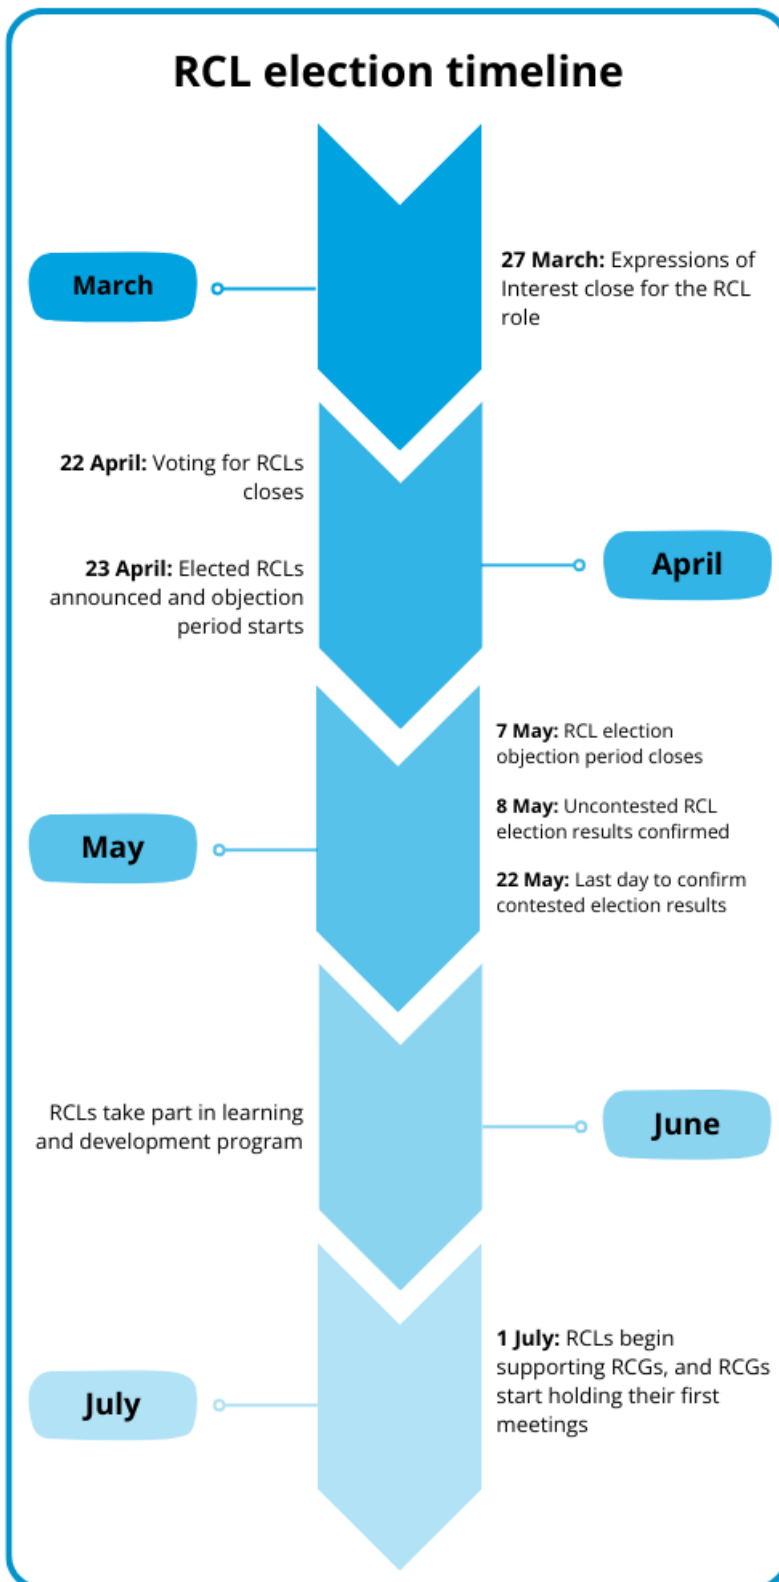 RCL election timeline
March
27 March: Expressions of
Interest close for the RCL
role
22 April: Voting for RCLs
closes
23 April: Elected RCLs
announced and objection
period starts
April
7 May: RCL election
objection period closes
8 May: Uncontested RCL
election results confirmed
22 May: Last day to confirm
contested election results
May
RCLs take part in learning
and development program
June
1 July: RCLs begin
supporting RCGs, and RCGs
start holding their first
meetings
July